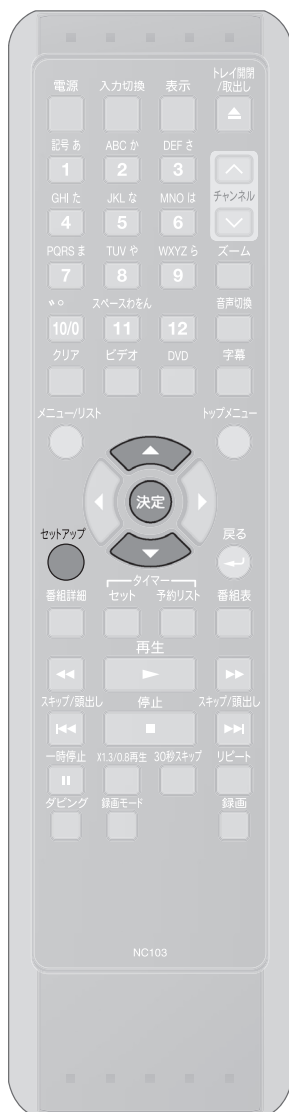 電源 入力切換 表示 トレイ開閉
/取出し
記号 あ ABC か DEF さ
1 2 3
GHI た JKL な MNO は チャンネル
4 5 6
PQRS ま TUV や WXYZ ら ズーム
7 8 9
゛゜ スペースわをん 音声切換
10/0 11 12
クリア ビデオ DVD 字幕
メニュー/リスト トップメニュー
決定
セットアップ 戻る
タイマー
番組詳細 セット 予約リスト 番組表
再生
スキップ/頭出し 停止 スキップ/頭出し
一時停止 X1.3/0.8再生 30秒スキップ リピート
ダビング 録画モード 録画
NC103